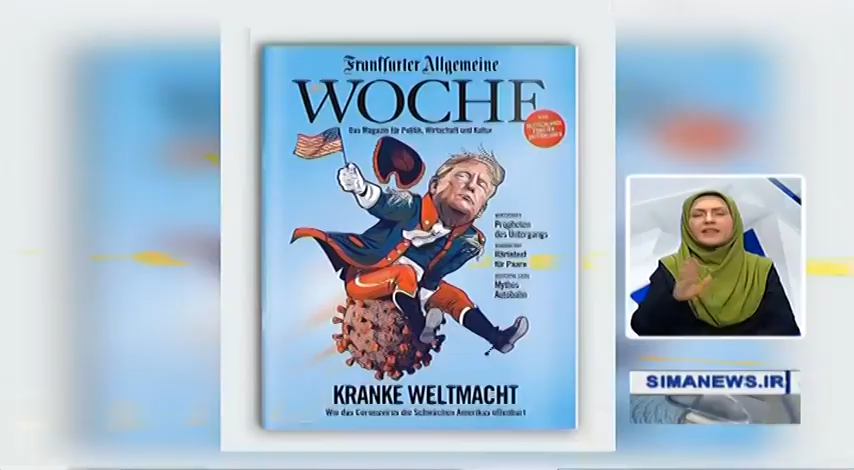 Frankfurter Allgemeine
WOCHE
Das Magazin für Politik, Wirtschaft und Kultur
Propheten
des Untergangs
Härtetest
für Paare
Mythos
Autobahn
KRANKE WELTMACHT
Wie das Coronavirus die Schwächen Amerikas offenbart
SIMANEWS.IR